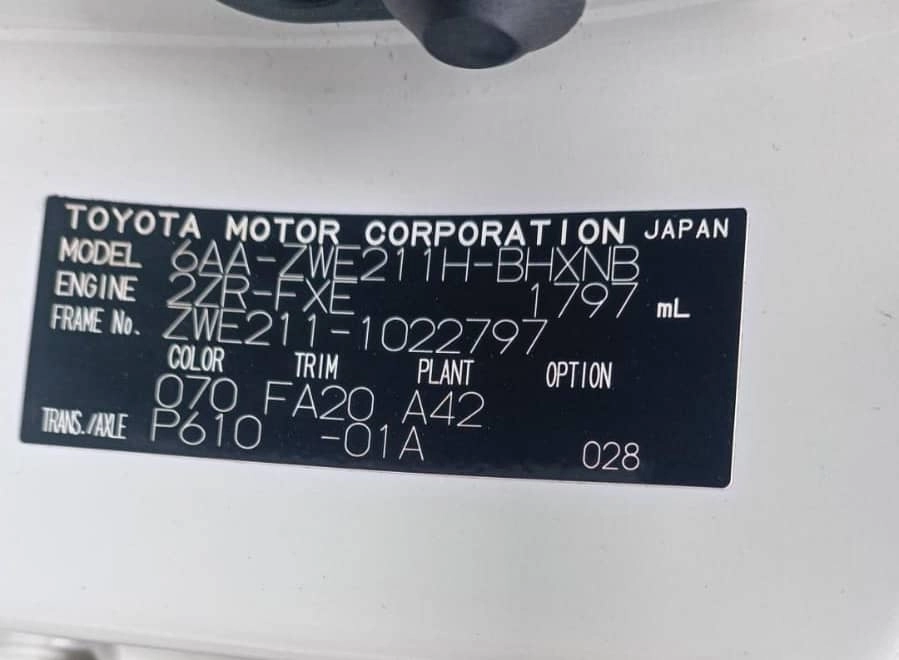 TOYOTA MOTOR CORPORATION JAPAN
MODEL 6AA-ZWE211H-BHXNB
ENGINE 2ZR-FXE 1797 mL
FRAME No. ZWE211-1022797
COLOR TRIM PLANT OPTION
070 FA20 A42
TRANS./AXLE P610 -01A 028